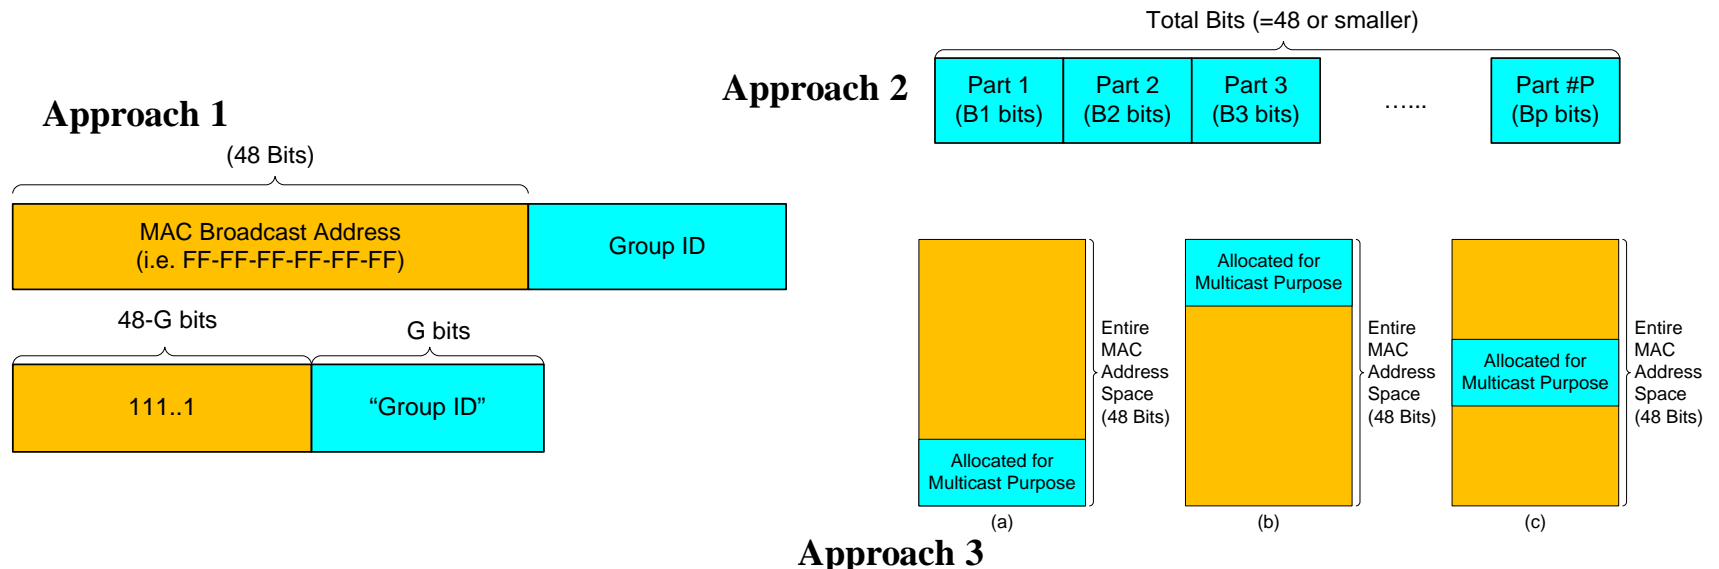 Approach 1
(48 Bits)
MAC Broadcast Address
(i.e. FF-FF-FF-FF-FF-FF)
Group ID
48-G bits
G bits
111..1
“Group ID”
Approach 2
Total Bits (=48 or smaller)
Part 1
(B1 bits)
Part 2
(B2 bits)
Part 3
(B3 bits)
…...
Part #P
(Bp bits)
Allocated for
Multicast Purpose
Entire
MAC
Address
Space
(48 Bits)
(a)
Allocated for
Multicast Purpose
Entire
MAC
Address
Space
(48 Bits)
(b)
Allocated for
Multicast Purpose
Entire
MAC
Address
Space
(48 Bits)
(c)
Approach 3